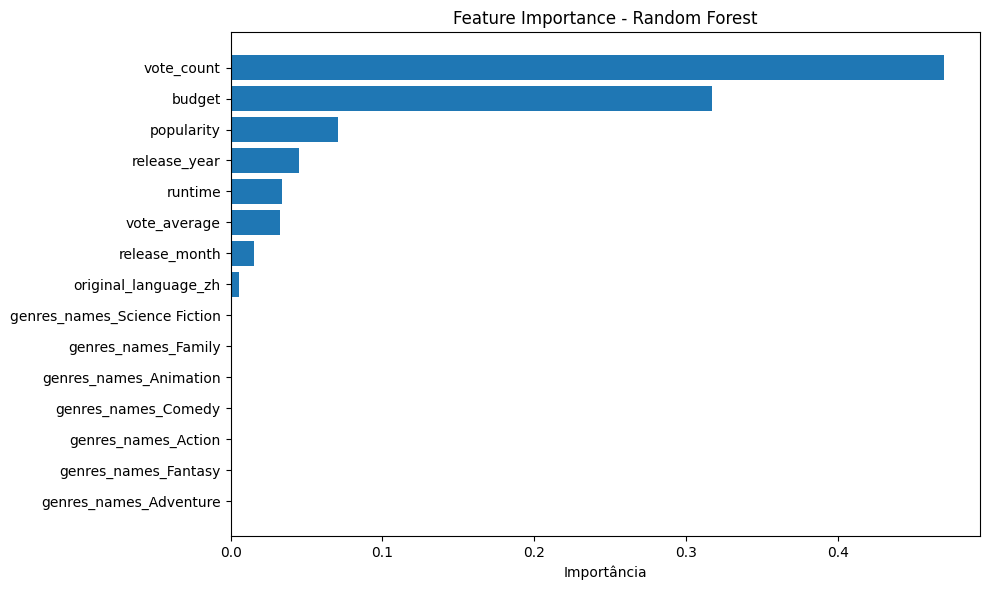 Feature Importance - Random Forest
vote_count
budget
popularity
release_year
runtime
vote_average
release_month
original_language_zh
genres_names_Science Fiction
genres_names_Family
genres_names_Animation
genres_names_Comedy
genres_names_Action
genres_names_Fantasy
genres_names_Adventure
0.0 0.1 0.2 0.3 0.4
Importância